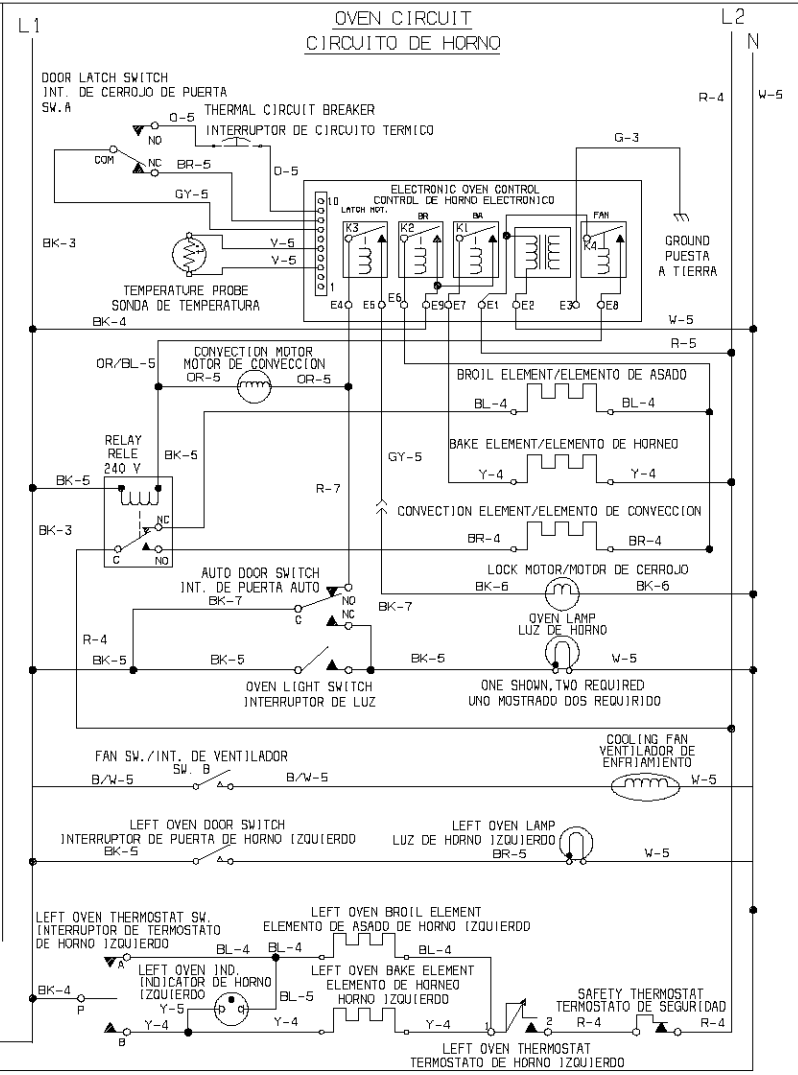 OVEN CIRCUIT
CIRCUITO DE HORNO
L1
L2
N
DOOR LATCH SWITCH
INT. DE CERROJO DE PUERTA
SW.A
O-5
THERMAL CIRCUIT BREAKER
INTERRUPTOR DE CIRCUITO TERMICO
R-4
W-5
NO
COM
NC
BR-5
O-5
G-3
GY-5
ELECTRONIC OVEN CONTROL
CONTROL DE HORNO ELECTRONICO
10
LATCH MOT.
BR
BA
FAN
K3
K2
K1
K4
BK-3
V-5
V-5
GROUND
PUESTA
A TIERRA
1
TEMPERATURE PROBE
SONDA DE TEMPERATURA
E4
E5
E6
E9
E7
E1
E2
E3
E8
BK-4
W-5
R-5
CONVECTION MOTOR
MOTOR DE CONVECCION
OR/BL-5
OR-5
OR-5
BROIL ELEMENT/ELEMENTO DE ASADO
BL-4
BL-4
RELAY
RELE
240 V
BK-5
BAKE ELEMENT/ELEMENTO DE HORNEO
GY-5
BK-5
Y-4
Y-4
R-7
CONVECTION ELEMENT/ELEMENTO DE CONVECCION
BK-3
NC
C
NO
BR-4
BR-4
AUTO DOOR SWITCH
INT. DE PUERTA AUTO
LOCK MOTOR/MOTOR DE CERROJO
BK-6
BK-6
BK-7
C
NO
NC
BK-7
OVEN LAMP
LUZ DE HORNO
R-4
BK-5
BK-5
BK-5
W-5
OVEN LIGHT SWITCH
INTERRUPTOR DE LUZ
ONE SHOWN,TWO REQUIRED
UNO MOSTRADO DOS REQUIRIDO
FAN SW./INT. DE VENTILADOR
SW. B
B/W-5
B/W-5
COOLING FAN
VENTILADOR DE
ENFRIAMIENTO
W-5
LEFT OVEN DOOR SWITCH
INTERRUPTOR DE PUERTA DE HORNO IZQUIERDO
BK-5
LEFT OVEN LAMP
LUZ DE HORNO IZQUIERDO
BR-5
W-5
LEFT OVEN THERMOSTAT SW.
INTERRUPTOR DE TERMOSTATO
DE HORNO IZQUIERDO
LEFT OVEN BROIL ELEMENT
ELEMENTO DE ASADO DE HORNO IZQUIERDO
A
BL-4
BL-4
BL-4
LEFT OVEN IND.
INDICATOR DE HORNO
IZQUIERDO
LEFT OVEN BAKE ELEMENT
ELEMENTO DE HORNEO
HORNO IZQUIERDO
BK-4
P
Y-5
BL-5
SAFETY THERMOSTAT
TERMOSTATO DE SEGURIDAD
B
Y-4
Y-4
Y-4
1
2
R-4
R-4
LEFT OVEN THERMOSTAT
TERMOSTATO DE HORNO IZQUIERDO